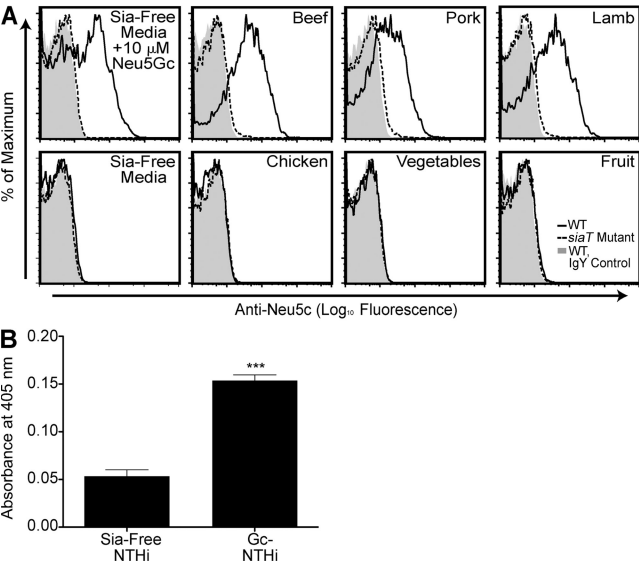 A
Sia-Free
Media
+10 µM
Neu5Gc
Beef
Pork
Lamb
% of Maximum
Sia-Free
Media
Chicken
Vegetables
Fruit
WT
siaT Mutant
WT,
IgY Control
Anti-Neu5c (Log₁₀ Fluorescence)
B
Absorbance at 405 nm
0.20
0.15
0.10
0.05
0.00
***
Sia-Free
NTHi
Gc-
NTHi